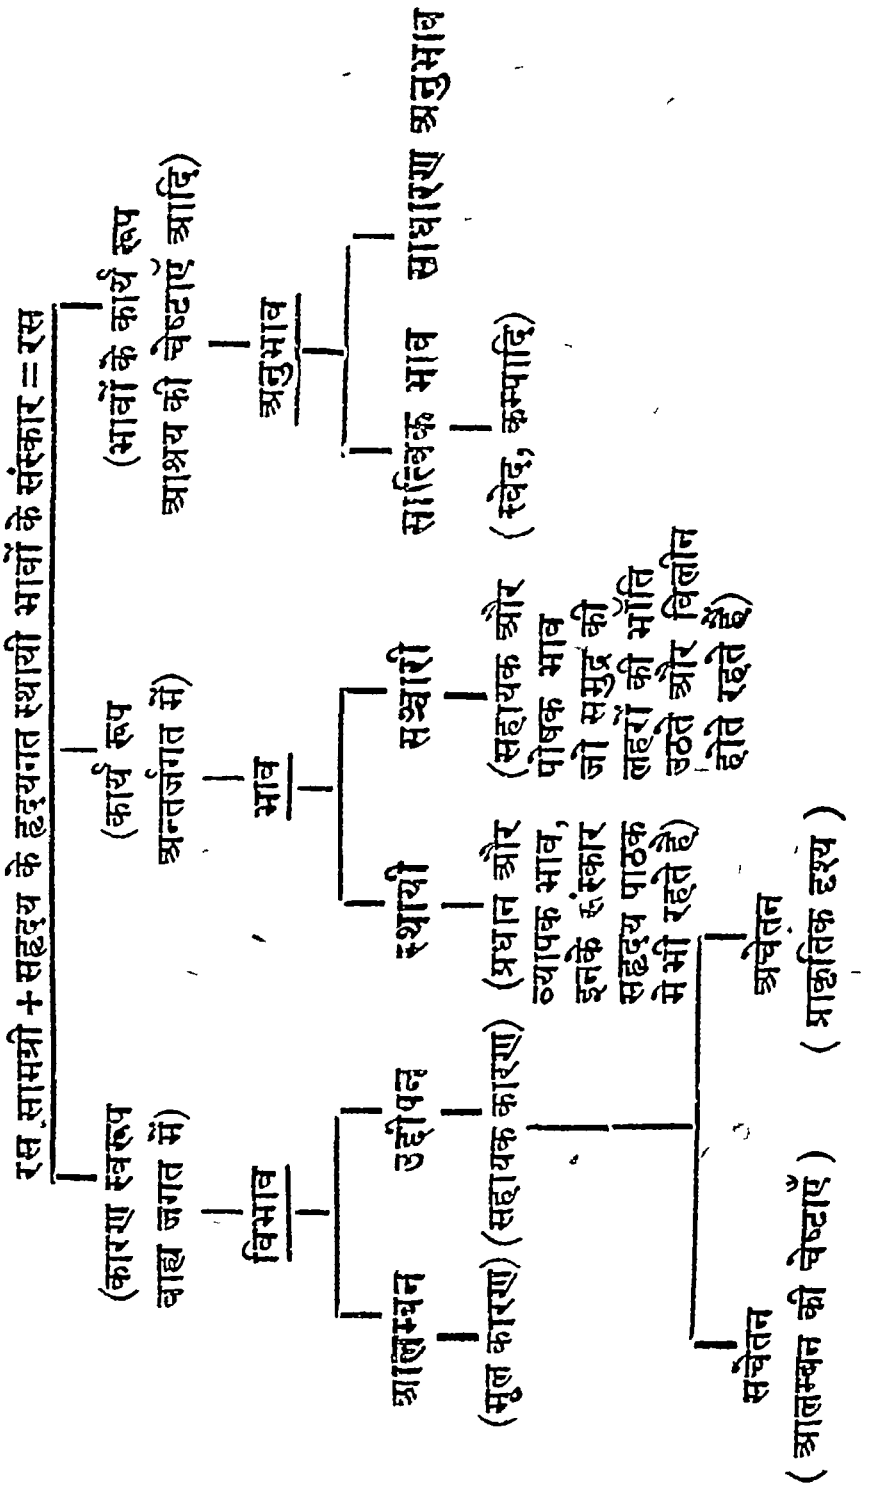 रस सामग्री + सहृदय के हृदयगत स्थायी भावों के संस्कार = रस
(कारण स्वरूप
बाह्य जगत में)
(कार्य रूप
अन्तर्जगत में)
(भावों के कार्य रूप
आश्रय की चेष्टाएँ आदि)
विभाव
भाव
अनुभाव
आलम्बन
उद्दीपन
स्थायी
सञ्चारी
सात्त्विक भाव
साधारण अनुभाव
(मूल कारण)
(सहायक कारण)
(प्रधान और
व्यापक भाव,
इनके संस्कार
सहृदय पाठक
में भी रहते हैं)
(सहायक और
पोषक भाव
जो समुद्र की
लहरों की भाँति
उठते और विलीन
होते रहते हैं)
(स्वेद, कम्पादि)
सचेतन
अचेतन
(आलम्बन की चेष्टाएँ)
(प्राकृतिक दृश्य)